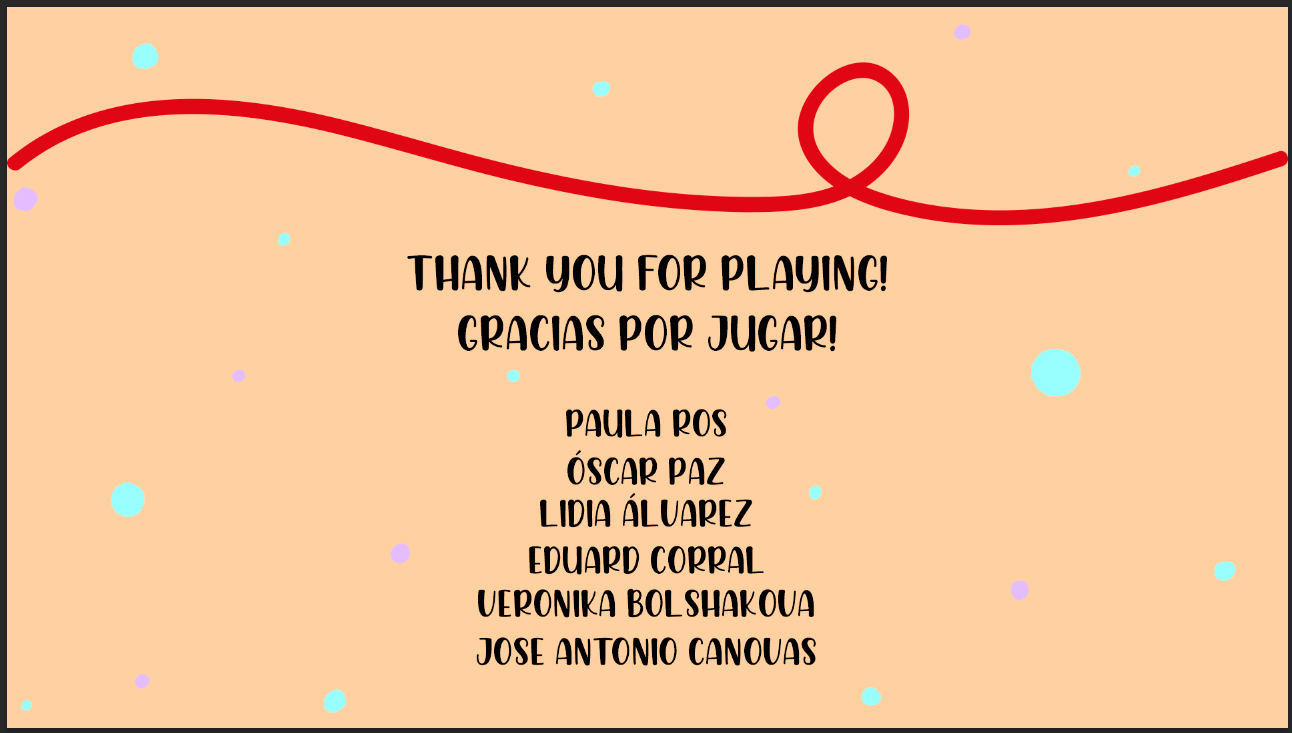 THANK YOU FOR PLAYING!
GRACIAS POR JUGAR!
PAULA ROS
ÓSCAR PAZ
LIDIA ÁLVAREZ
EDUARD CORRAL
VERONIKA BOLSHAKOVA
JOSE ANTONIO CANOVAS